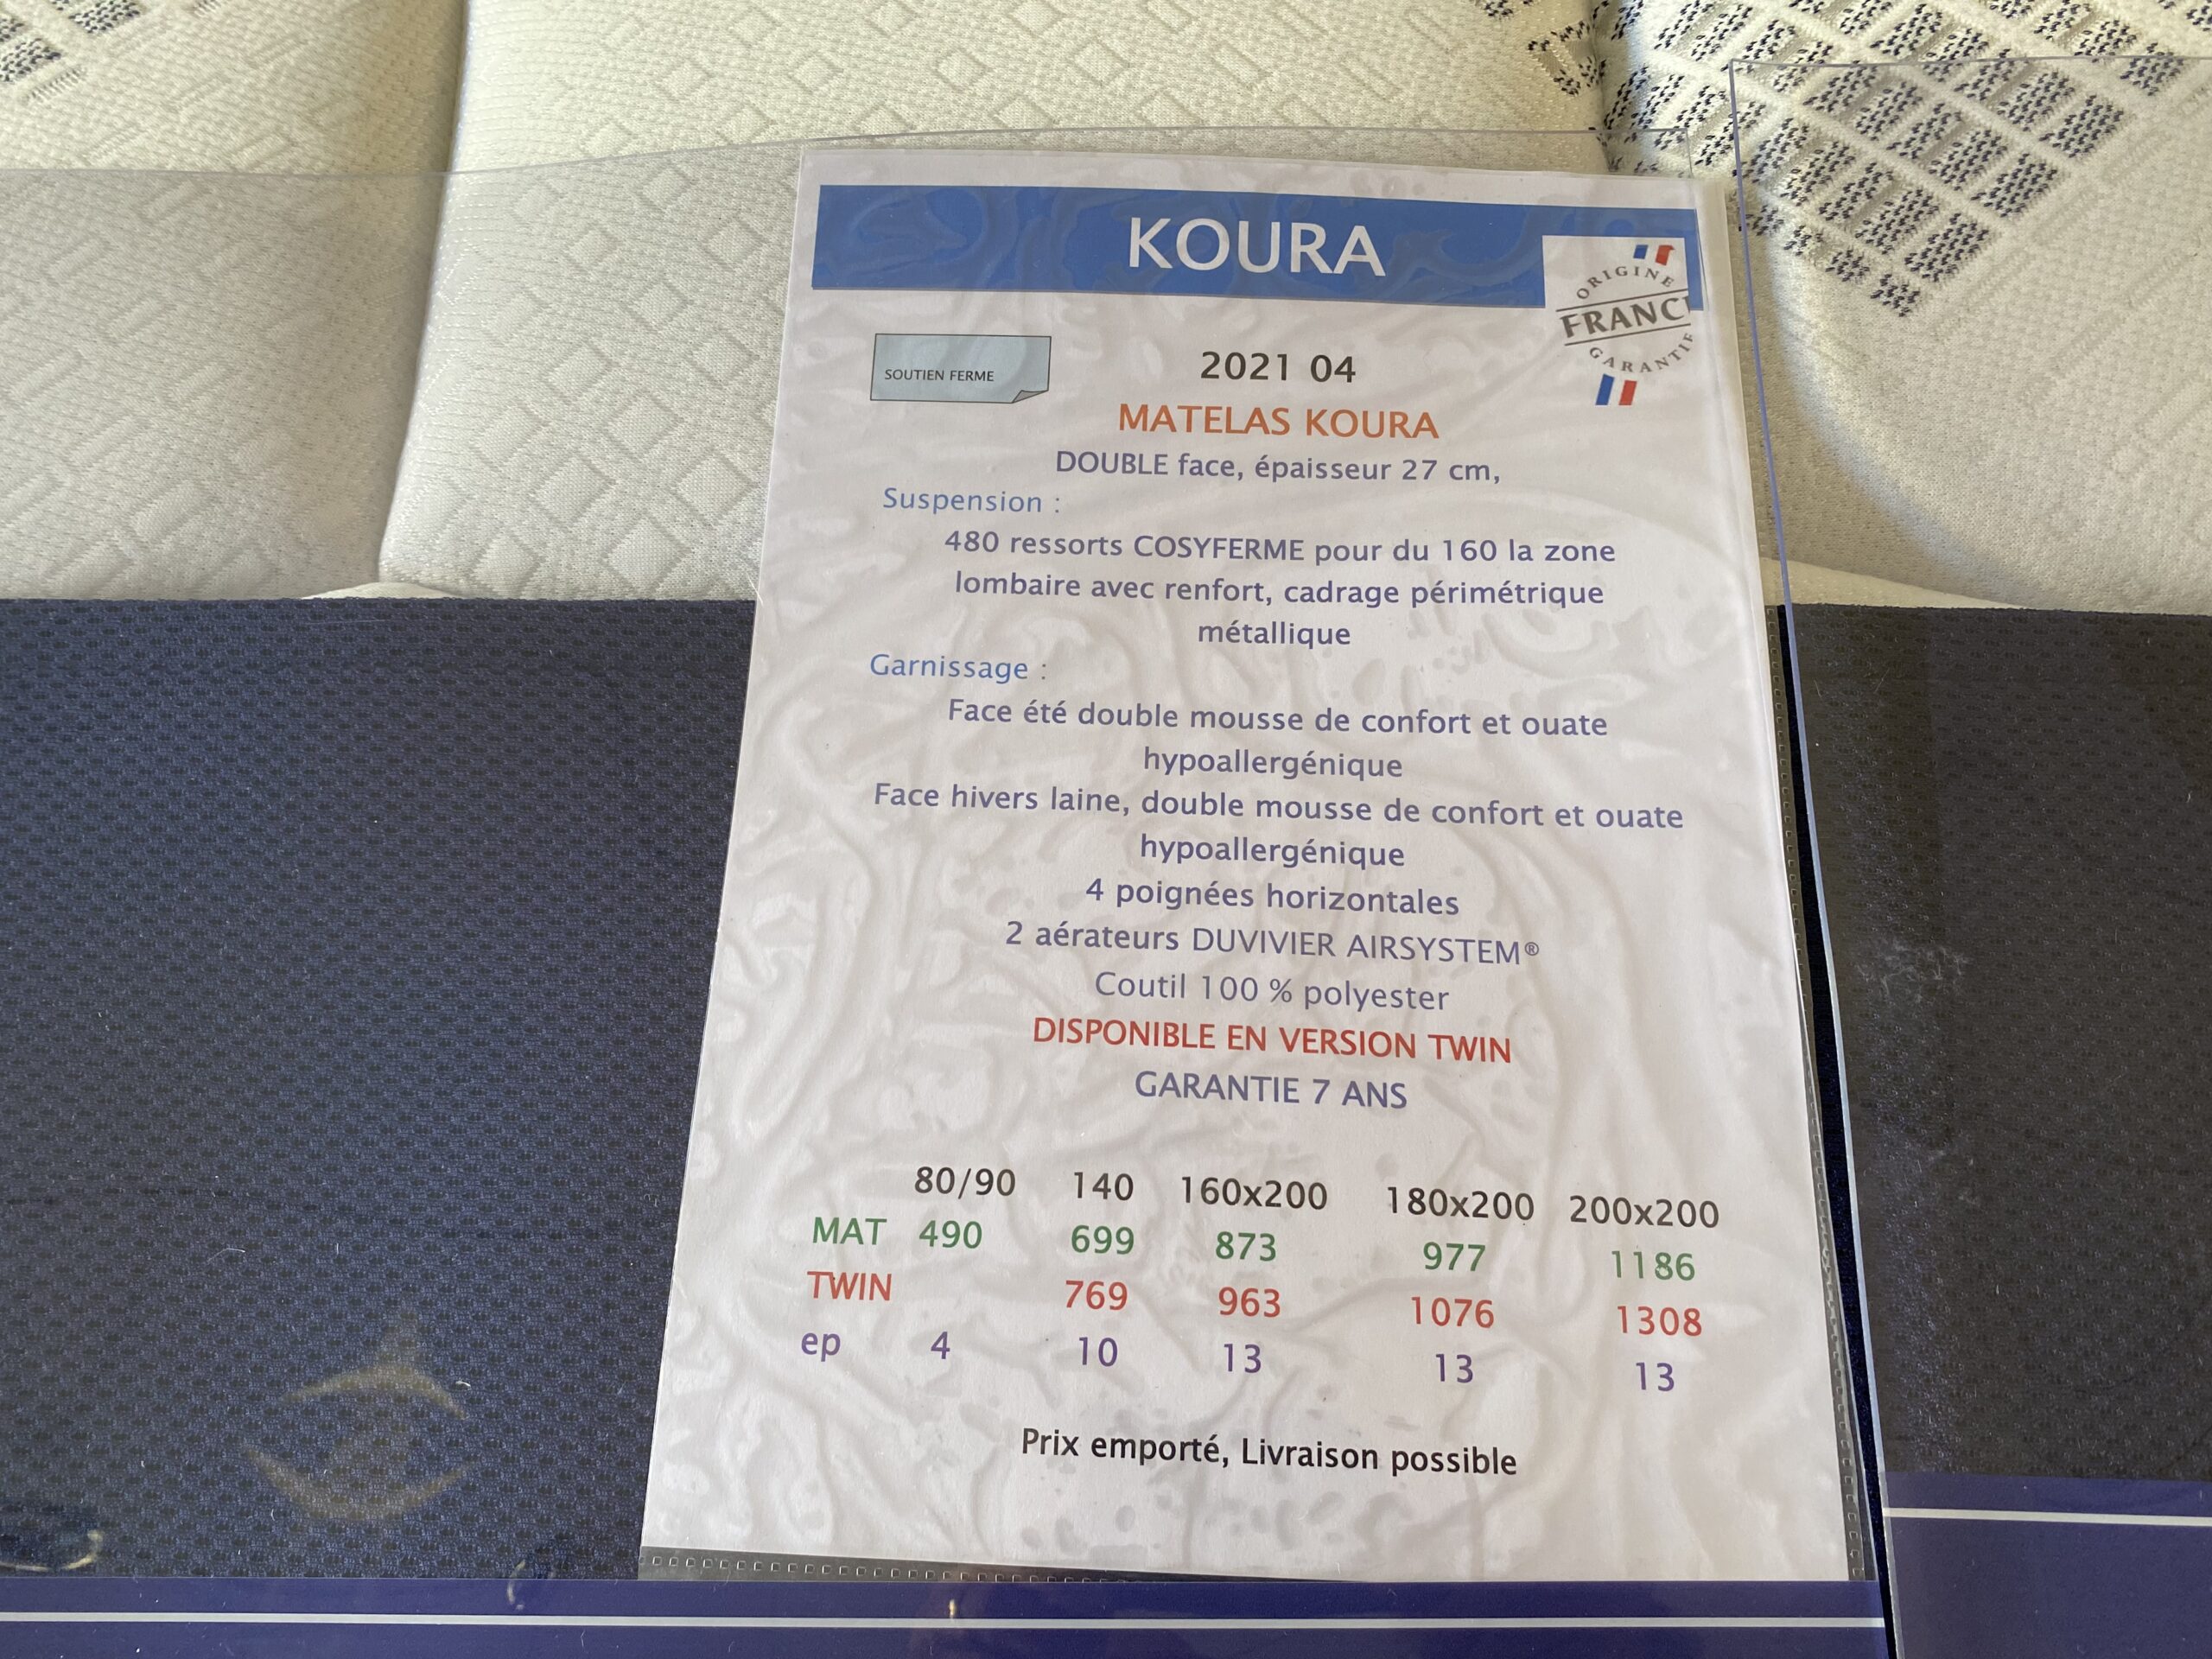 KOURA
ORIGINE
FRANC
GARANTI
SOUTIEN FERME
2021 04
MATELAS KOURA
DOUBLE face, épaisseur 27 cm,
Suspension :
480 ressorts COSYFERME pour du 160 la zone
lombaire avec renfort, cadrage périmétrique
métallique
Garnissage :
Face été double mousse de confort et ouate
hypoallergénique
Face hivers laine, double mousse de confort et ouate
hypoallergénique
4 poignées horizontales
2 aérateurs DUVIVIER AIRSYSTEM®
Coutil 100 % polyester
DISPONIBLE EN VERSION TWIN
GARANTIE 7 ANS
80/90 140 160x200 180x200 200x200
MAT 490 699 873 977 1186
TWIN 769 963 1076 1308
ep 4 10 13 13 13
Prix emporté, Livraison possible